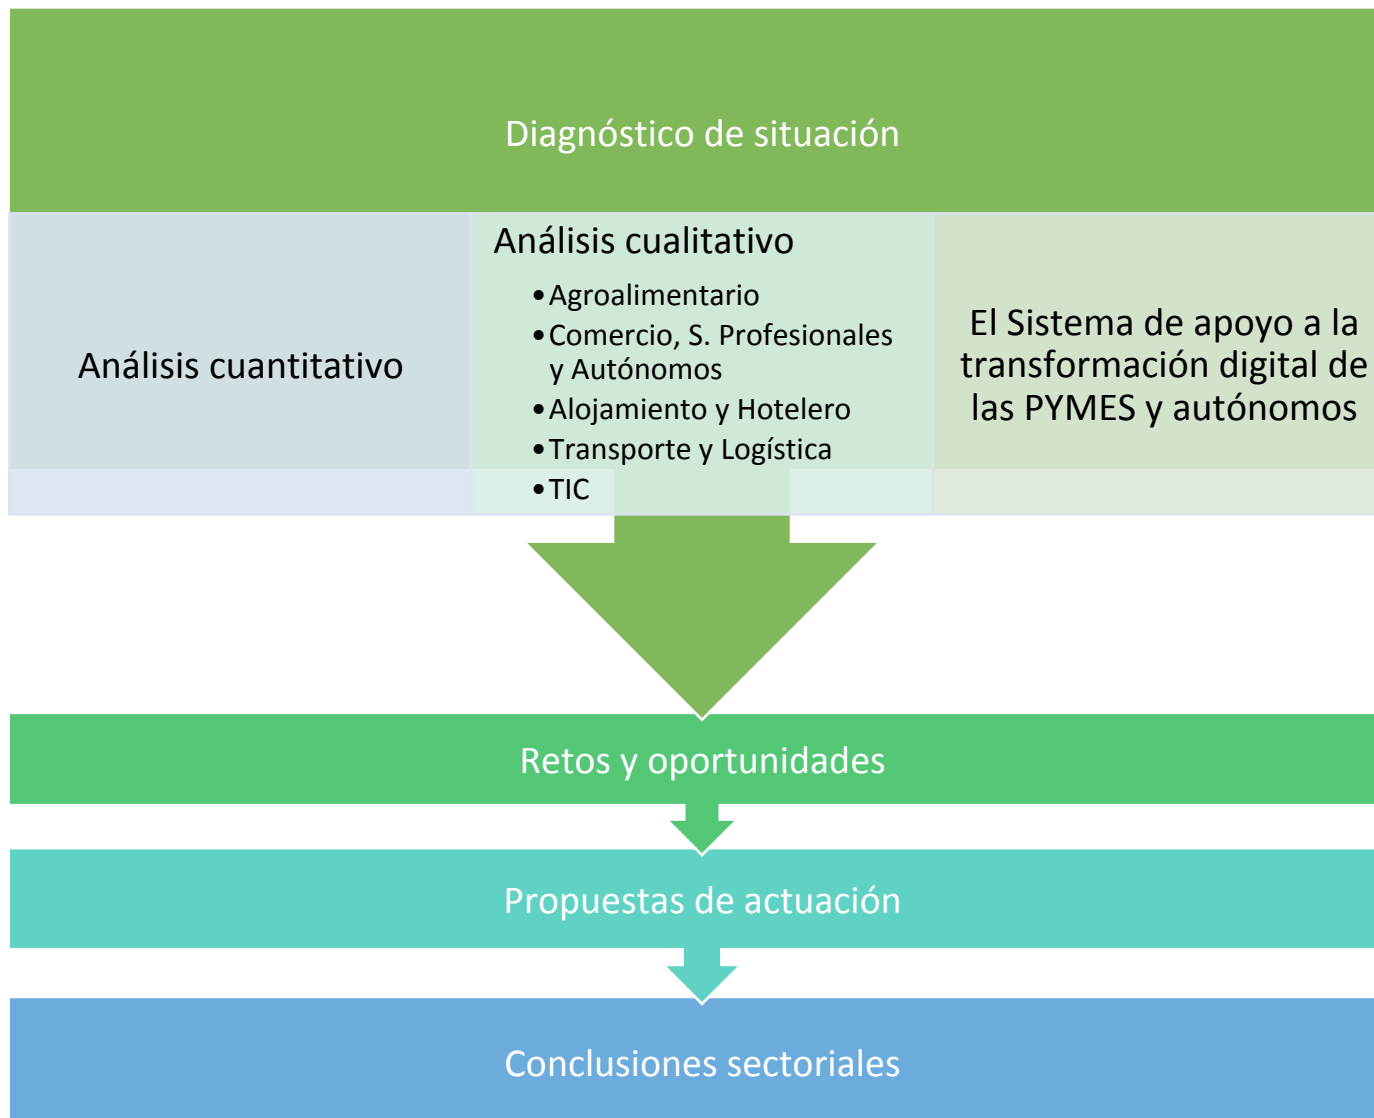 Diagnóstico de situación
Análisis cuantitativo
Análisis cualitativo
•Agroalimentario
•Comercio, S. Profesionales
y Autónomos
•Alojamiento y Hotelero
•Transporte y Logística
•TIC
El Sistema de apoyo a la
transformación digital de
las PYMES y autónomos
Retos y oportunidades
Propuestas de actuación
Conclusiones sectoriales